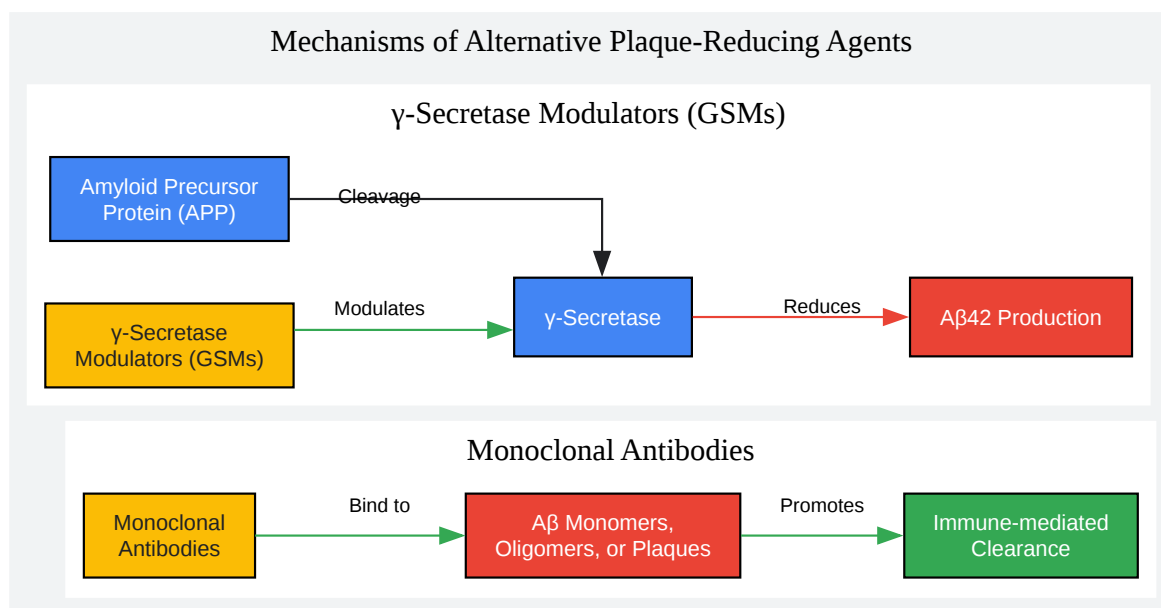 Mechanisms of Alternative Plaque-Reducing Agents
γ-Secretase Modulators (GSMs)
Amyloid Precursor
Protein (APP)
Cleavage
γ-Secretase
Modulators (GSMs)
Modulates
γ-Secretase
Reduces
Aβ42 Production
Monoclonal Antibodies
Monoclonal
Antibodies
Bind to
Aβ Monomers,
Oligomers, or Plaques
Promotes
Immune-mediated
Clearance